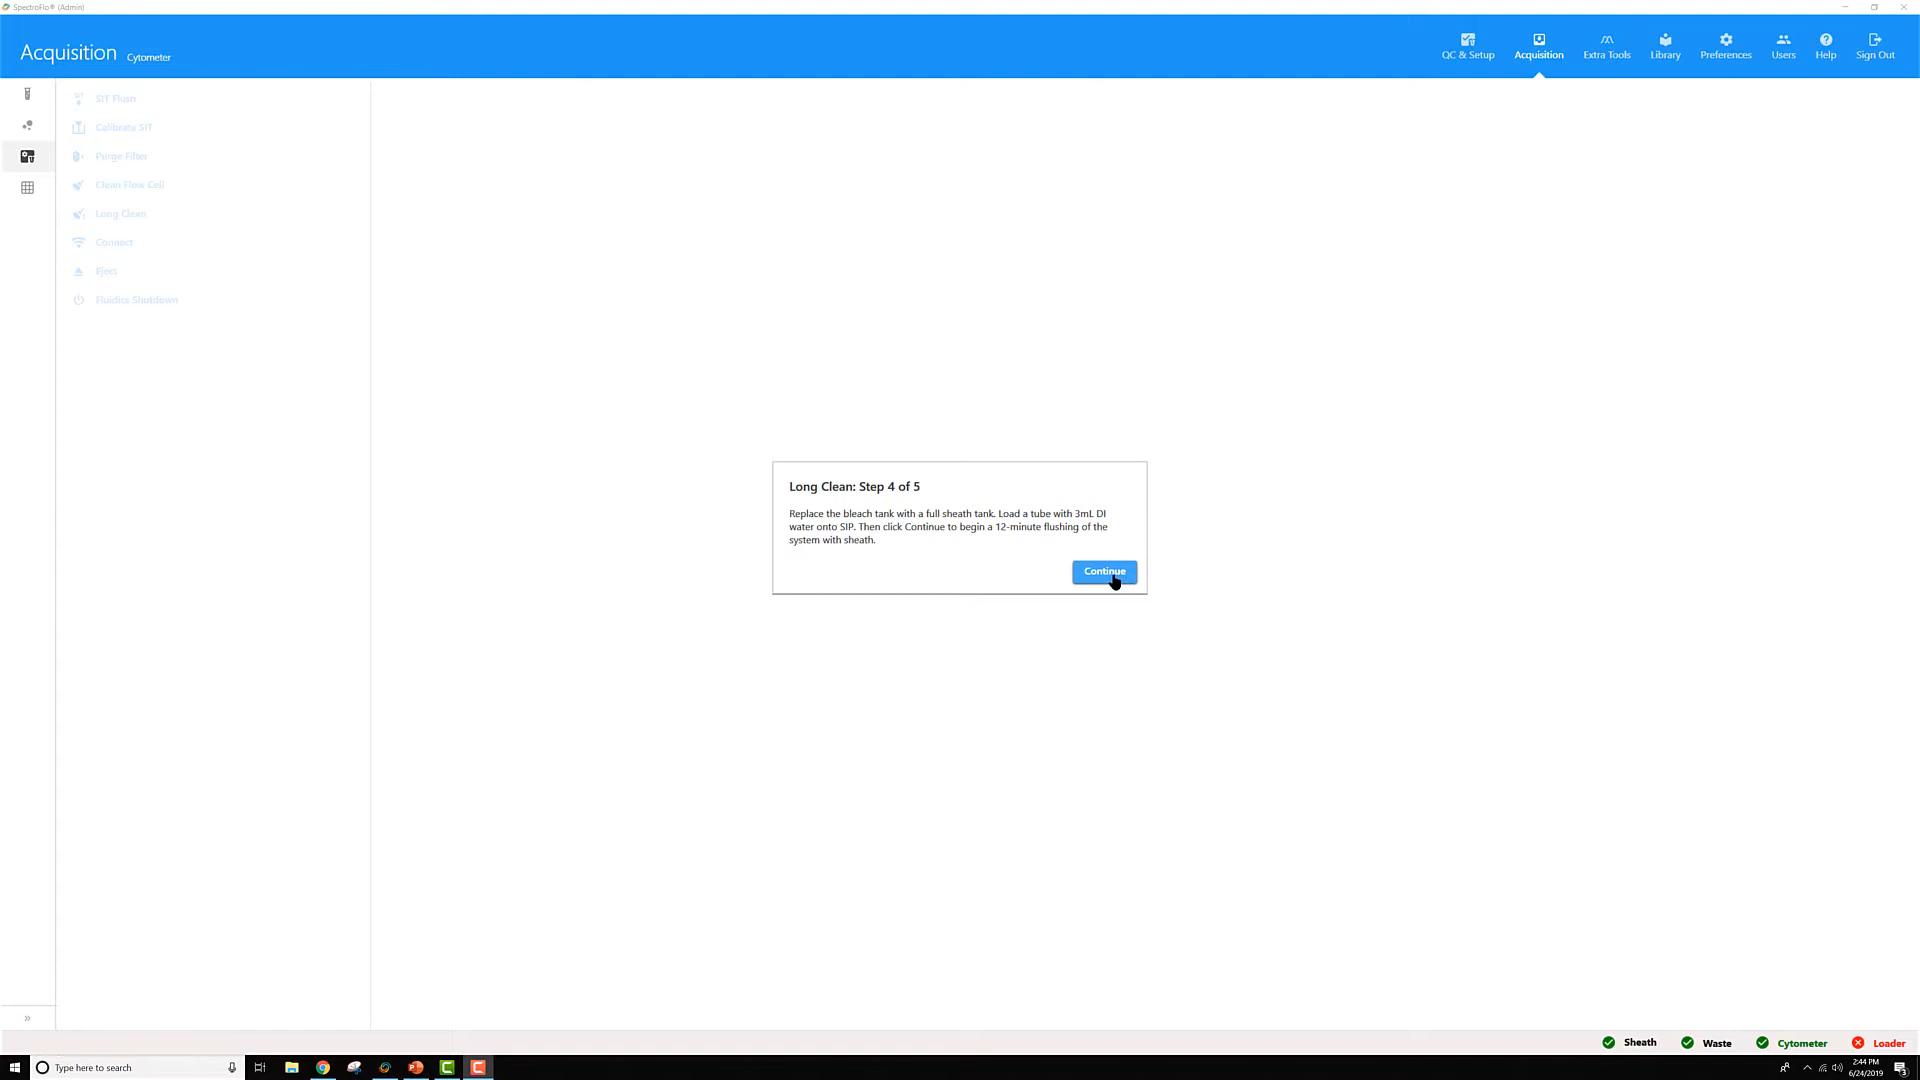 SpectroFlo® (Admin)
Acquisition Cytometer
QC & Setup
Acquisition
Extra Tools
Library
Preferences
Users
Help
Sign Out
SIT Flush
Calibrate SIT
Purge Filter
Clean Flow Cell
Long Clean
Connect
Eject
Fluidics Shutdown
Long Clean: Step 4 of 5
Replace the bleach tank with a full sheath tank. Load a tube with 3mL DI
water onto SIP. Then click Continue to begin a 12-minute flushing of the
system with sheath.
Continue
Sheath
Waste
Cytometer
Loader
Type here to search
2:44 PM
6/24/2019
3